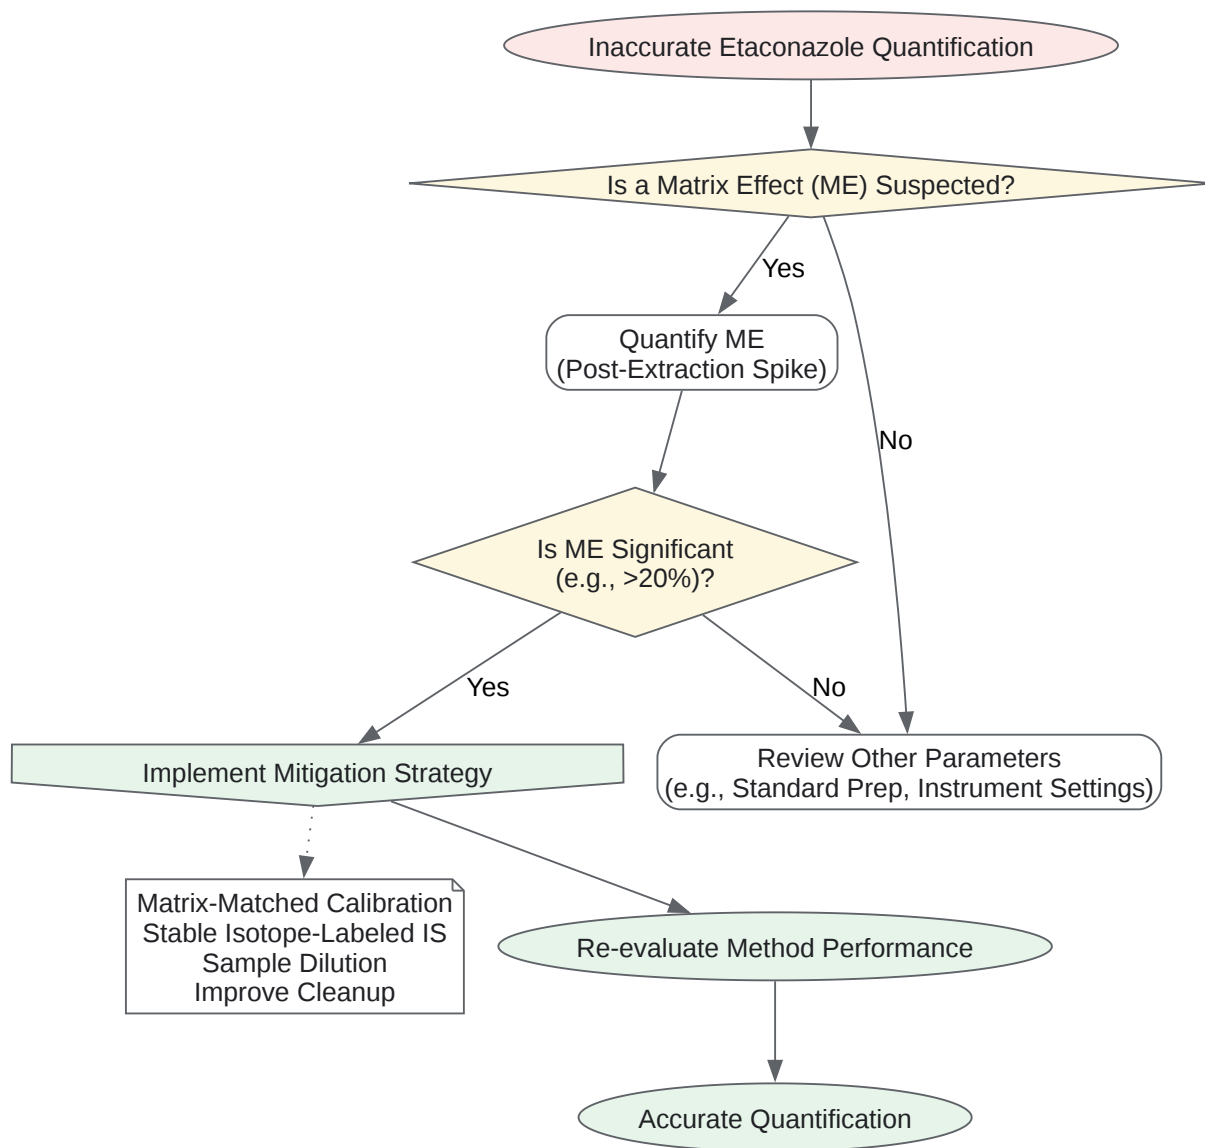 Inaccurate Etaconazole Quantification
Is a Matrix Effect (ME) Suspected?
Yes
Quantify ME
(Post-Extraction Spike)
No
Is ME Significant
(e.g., >20%)?
Yes
No
Implement Mitigation Strategy
Review Other Parameters
(e.g., Standard Prep, Instrument Settings)
Matrix-Matched Calibration
Stable Isotope-Labeled IS
Sample Dilution
Improve Cleanup
Re-evaluate Method Performance
Accurate Quantification